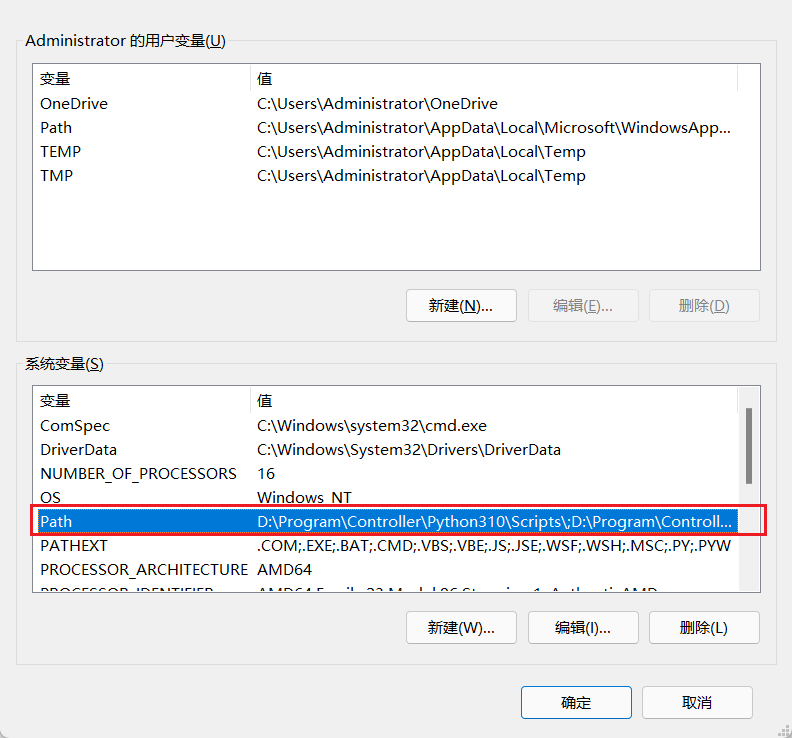 Administrator 的用户变量(U)
变量 值
OneDrive C:\Users\Administrator\OneDrive
Path C:\Users\Administrator\AppData\Local\Microsoft\WindowsApp...
TEMP C:\Users\Administrator\AppData\Local\Temp
TMP C:\Users\Administrator\AppData\Local\Temp
新建(N)... 编辑(E)... 删除(D)
系统变量(S)
变量 值
ComSpec C:\Windows\system32\cmd.exe
DriverData C:\Windows\System32\Drivers\DriverData
NUMBER_OF_PROCESSORS 16
OS Windows_NT
Path D:\Program\Controller\Python310\Scripts\;D:\Program\Controll...
PATHEXT .COM;.EXE;.BAT;.CMD;.VBS;.VBE;.JS;.JSE;.WSF;.WSH;.MSC;.PY;.PYW
PROCESSOR_ARCHITECTURE AMD64
PROCESSOR_IDENTIFIER AMD64 Family
新建(W)... 编辑(I)... 删除(L)
确定 取消